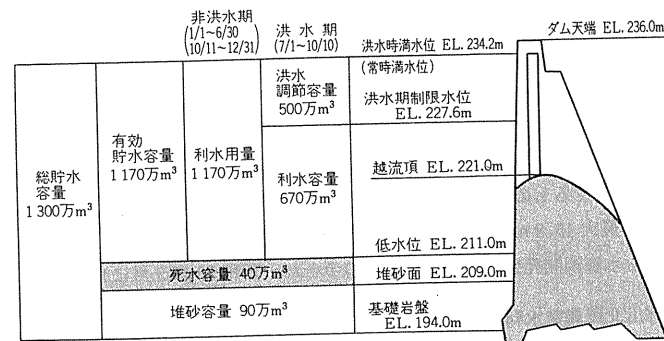 非洪水期
(1/1~6/30
10/11~12/31)
洪水期
(7/1~10/10)
ダム天端 EL.236.0m
洪水時満水位 EL.234.2m
(常時満水位)
洪水
調節容量
500万m³
洪水期制限水位
EL.227.6m
有効
貯水容量
1170万m³
利水用量
1170万m³
越流頂 EL.221.0m
総貯水
容量
1300万m³
利水容量
670万m³
低水位 EL.211.0m
死水容量 40万m³
堆砂面 EL.209.0m
堆砂容量 90万m³
基礎岩盤
EL.194.0m